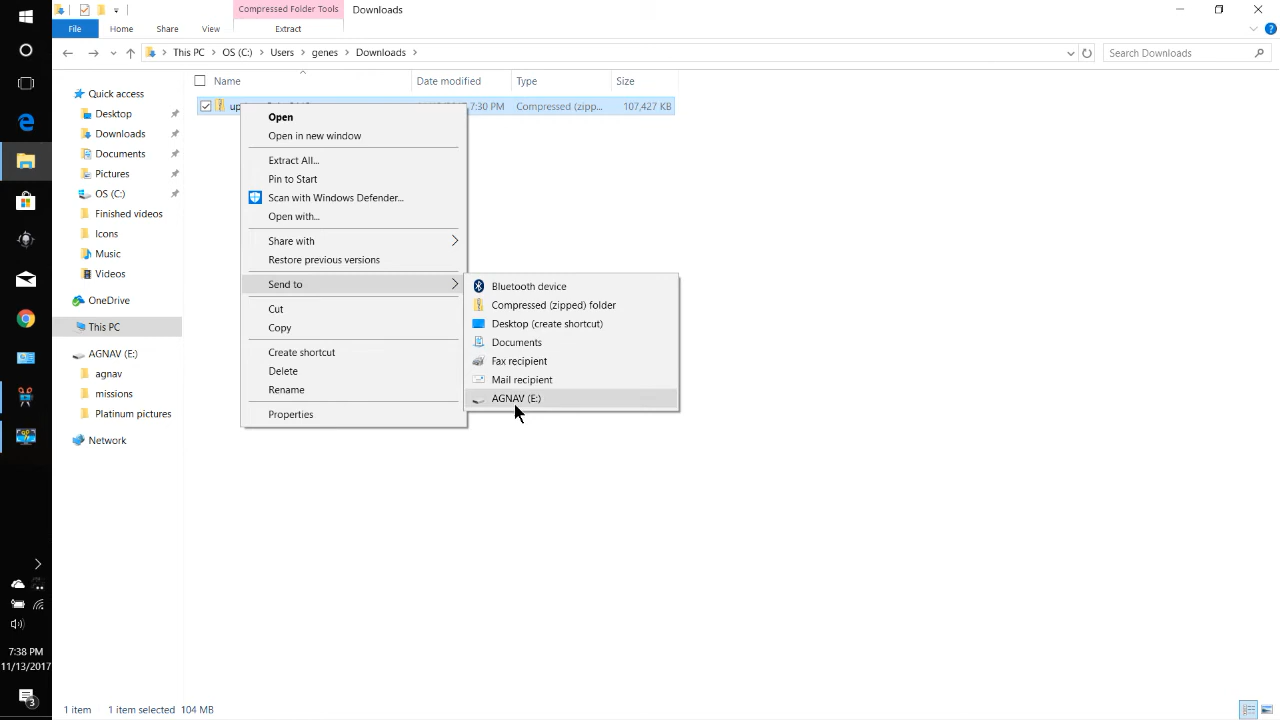 Compressed Folder Tools
Downloads
File
Home
Share
View
Extract
This PC
OS (C:)
Users
genes
Downloads
Search Downloads
Name
Date modified
Type
Size
7:30 PM
Compressed (zipp...
107,427 KB
Quick access
Desktop
Downloads
Documents
Pictures
OS (C:)
Finished videos
Icons
Music
Videos
OneDrive
This PC
AGNAV (E:)
agnav
missions
Platinum pictures
Network
Open
Open in new window
Extract All...
Pin to Start
Scan with Windows Defender...
Open with...
Share with
Restore previous versions
Send to
Cut
Copy
Create shortcut
Delete
Rename
Properties
Bluetooth device
Compressed (zipped) folder
Desktop (create shortcut)
Documents
Fax recipient
Mail recipient
AGNAV (E:)
7:38 PM
11/13/2017
3
1 item
1 item selected 104 MB